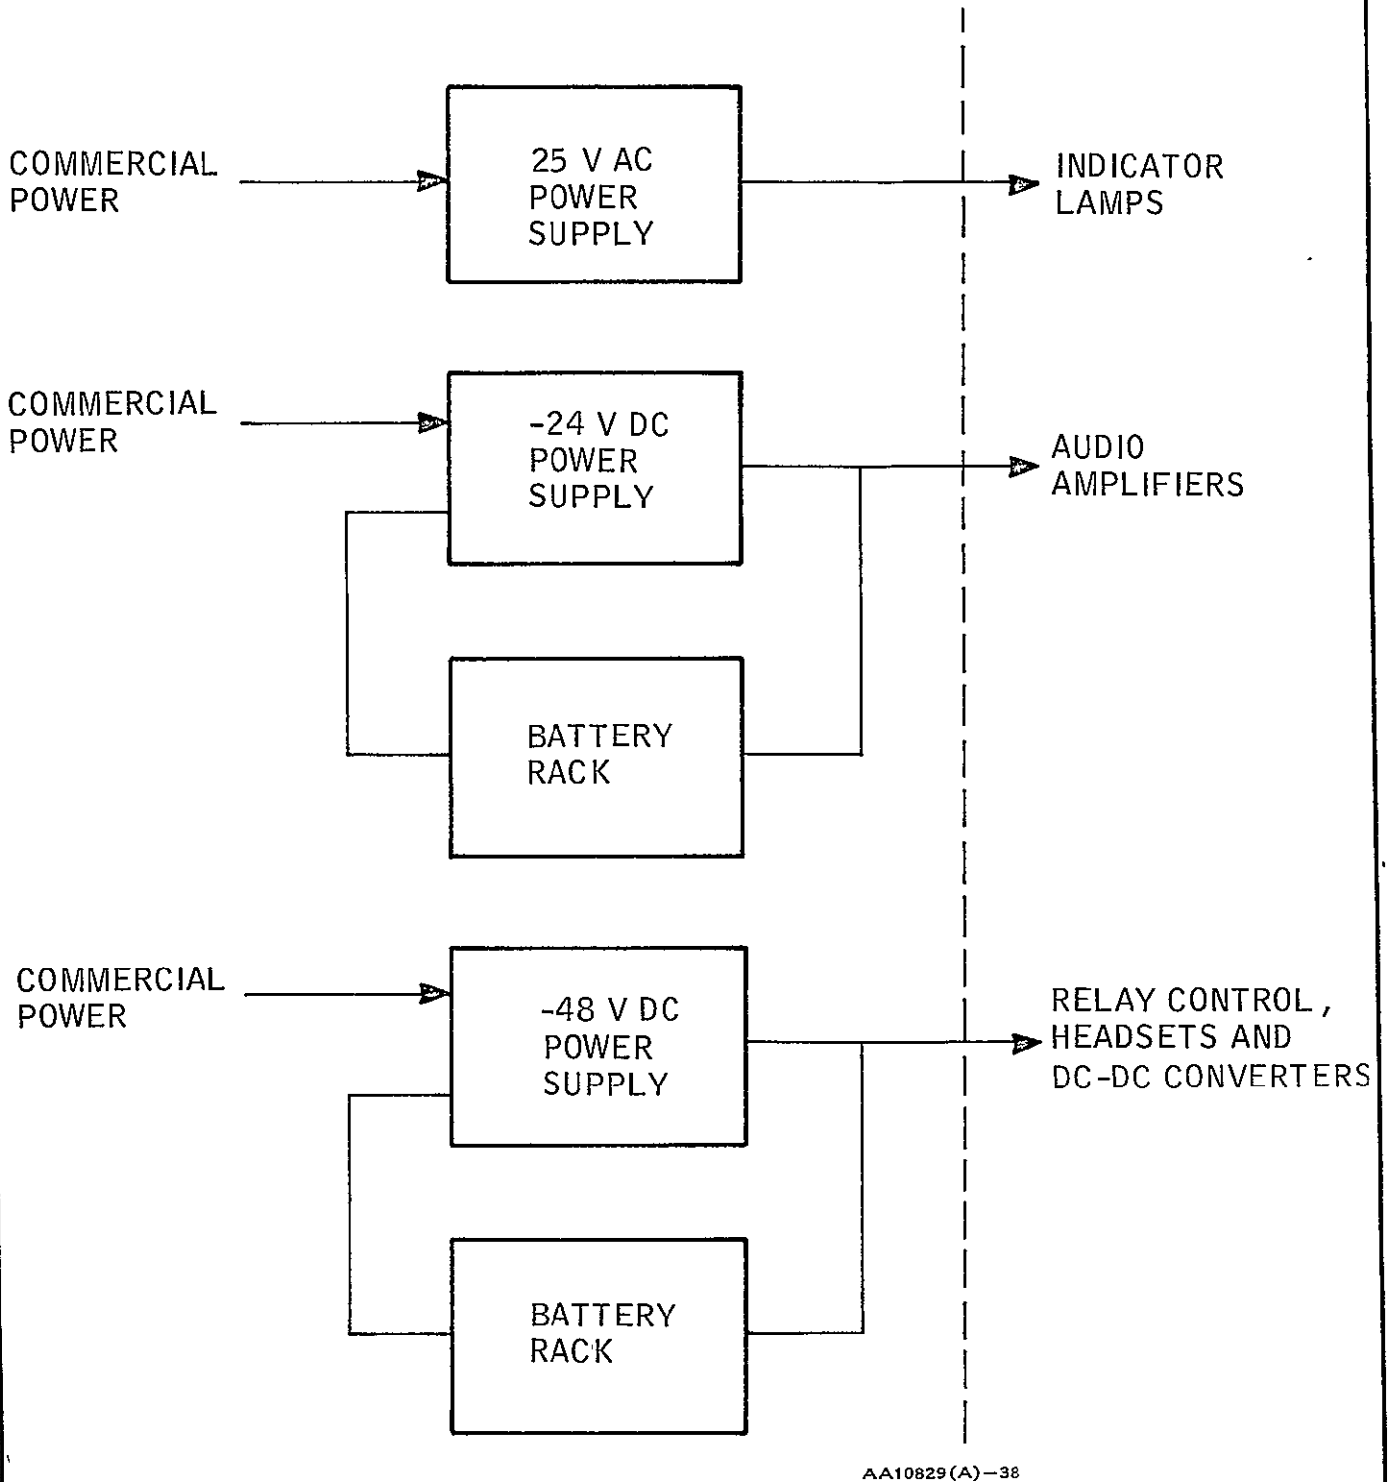 COMMERCIAL
POWER
25 V AC
POWER
SUPPLY
INDICATOR
LAMPS
COMMERCIAL
POWER
-24 V DC
POWER
SUPPLY
AUDIO
AMPLIFIERS
BATTERY
RACK
COMMERCIAL
POWER
-48 V DC
POWER
SUPPLY
RELAY CONTROL,
HEADSETS AND
DC-DC CONVERTERS
BATTERY
RACK
AA10829(A)-38